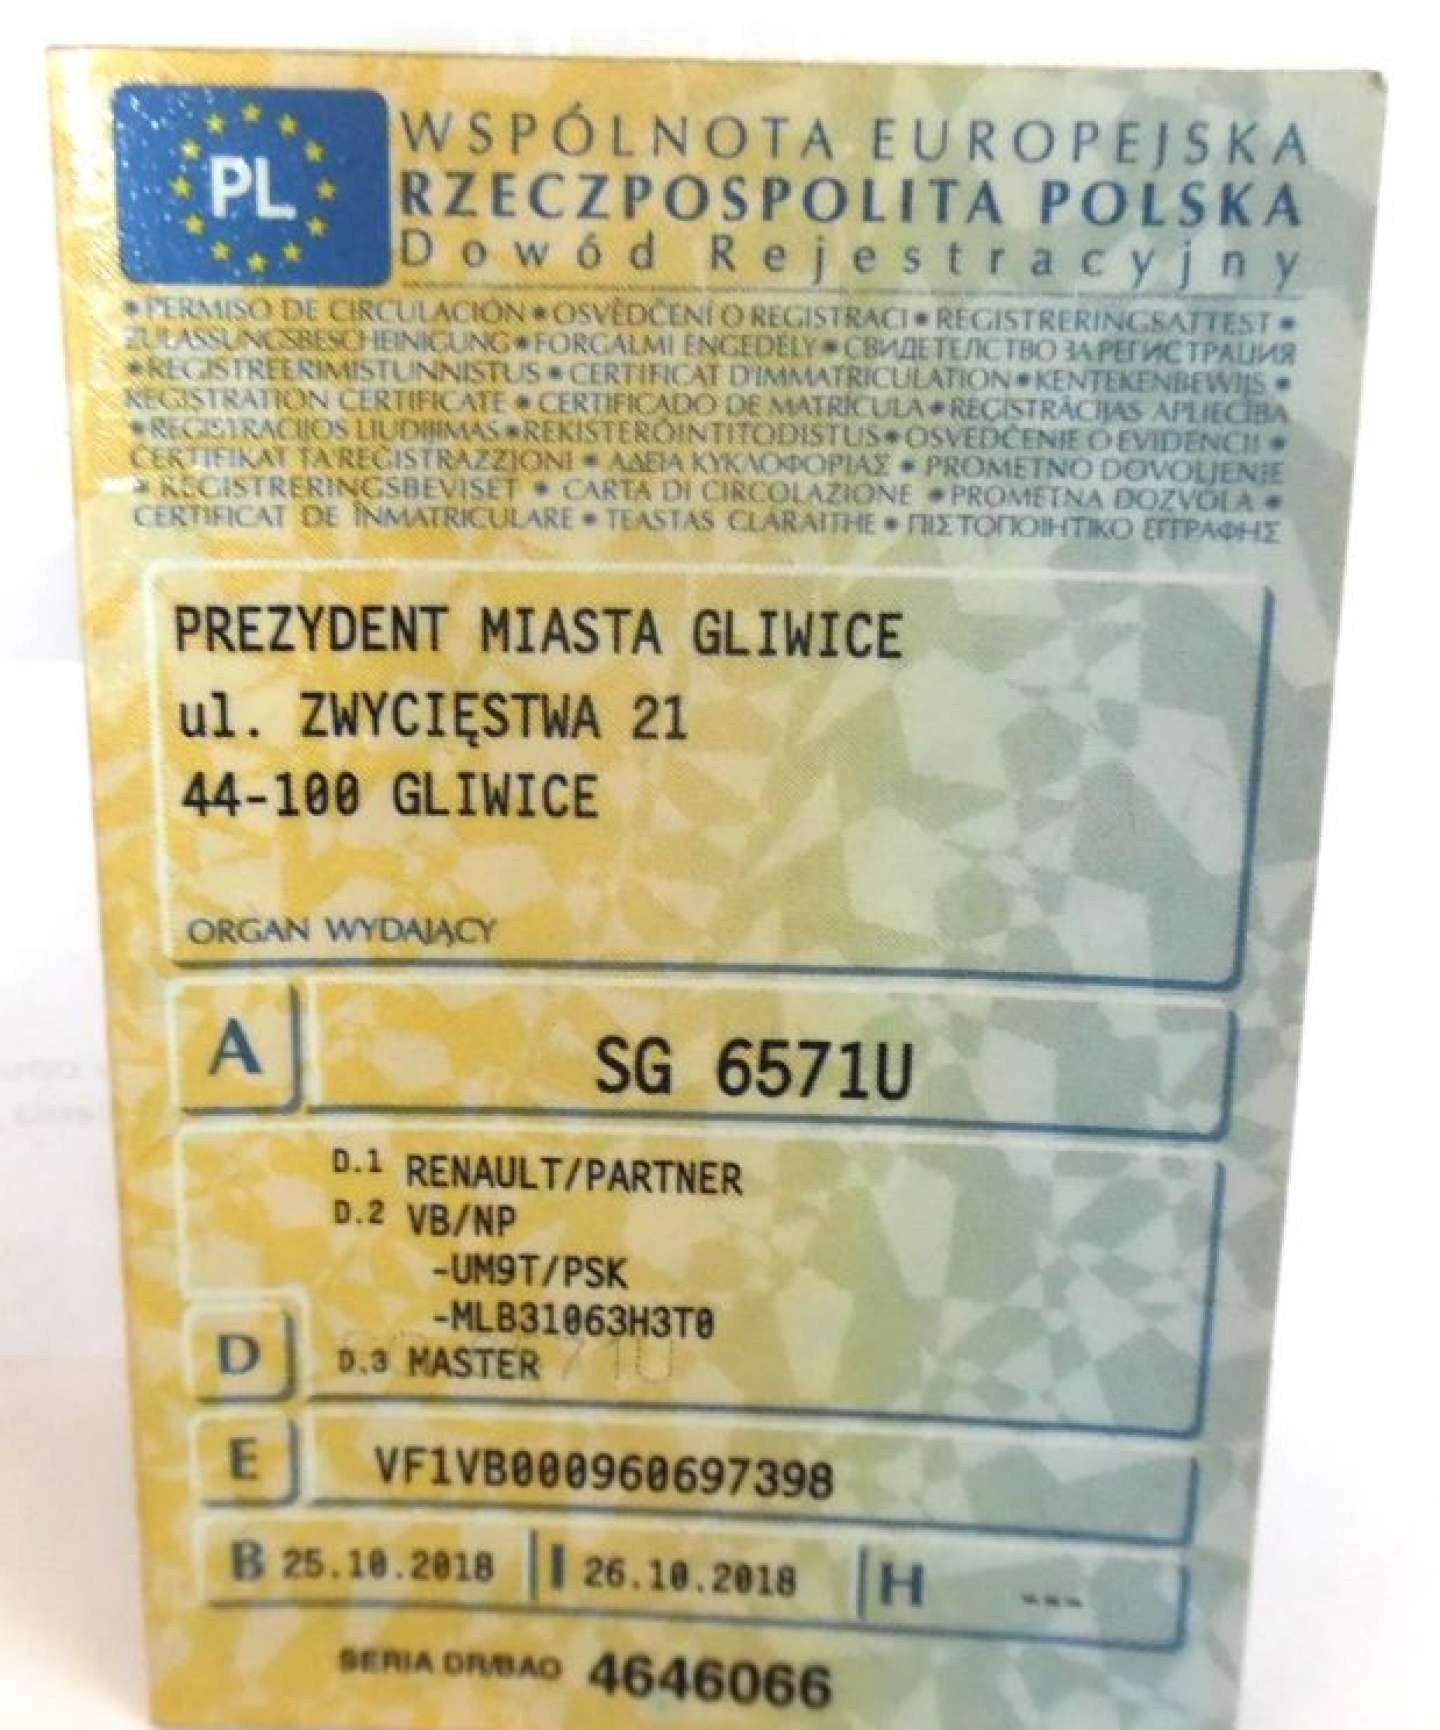 PL
WSPÓLNOTA EUROPEJSKA
RZECZPOSPOLITA POLSKA
Dowód Rejestracyjny
• PERMISO DE CIRCULACIÓN • OSVĚDČENÍ O REGISTRACI • REGISTRERINGSATTEST •
ZULASSUNGSBESCHEINIGUNG • FORGALMI ENGEDÉLY • СВИДЕТЕЛСТВО ЗА РЕГИСТРАЦИЯ
• REGISTREERIMISTUNNISTUS • CERTIFICAT D'IMMATRICULATION • KENTEKENBEWIJS •
REGISTRATION CERTIFICATE • CERTIFICADO DE MATRÍCULA • REĢISTRĀCIJAS APLIECĪBA
• REGISTRACIJOS LIUDIJIMAS • REKISTERÖINTITODISTUS • OSVEDČENIE O EVIDENCII •
ĊERTIFIKAT TA' REĠISTRAZZJONI • ΑΔΕΙΑ ΚΥΚΛΟΦΟΡΙΑΣ • PROMETNO DOVOLJENJE
• REGISTRERINGSBEVISET • CARTA DI CIRCOLAZIONE • PROMETNA DOZVOLA •
CERTIFICAT DE ÎNMATRICULARE • TEASTAS CLÁRAITHE • ΠΙΣΤΟΠΟΙΗΤΙΚΟ ΕΓΓΡΑΦΗΣ
PREZYDENT MIASTA GLIWICE
ul. ZWYCIĘSTWA 21
44-100 GLIWICE
ORGAN WYDAJĄCY
A SG 6571U
D.1 RENAULT/PARTNER
D.2 VB/NP
-UM9T/PSK
-MLB31063H3T0
D D.3 MASTER
E VF1VB000960697398
B 25.10.2018 I 26.10.2018 H ---
SERIA DR/BAO 4646066